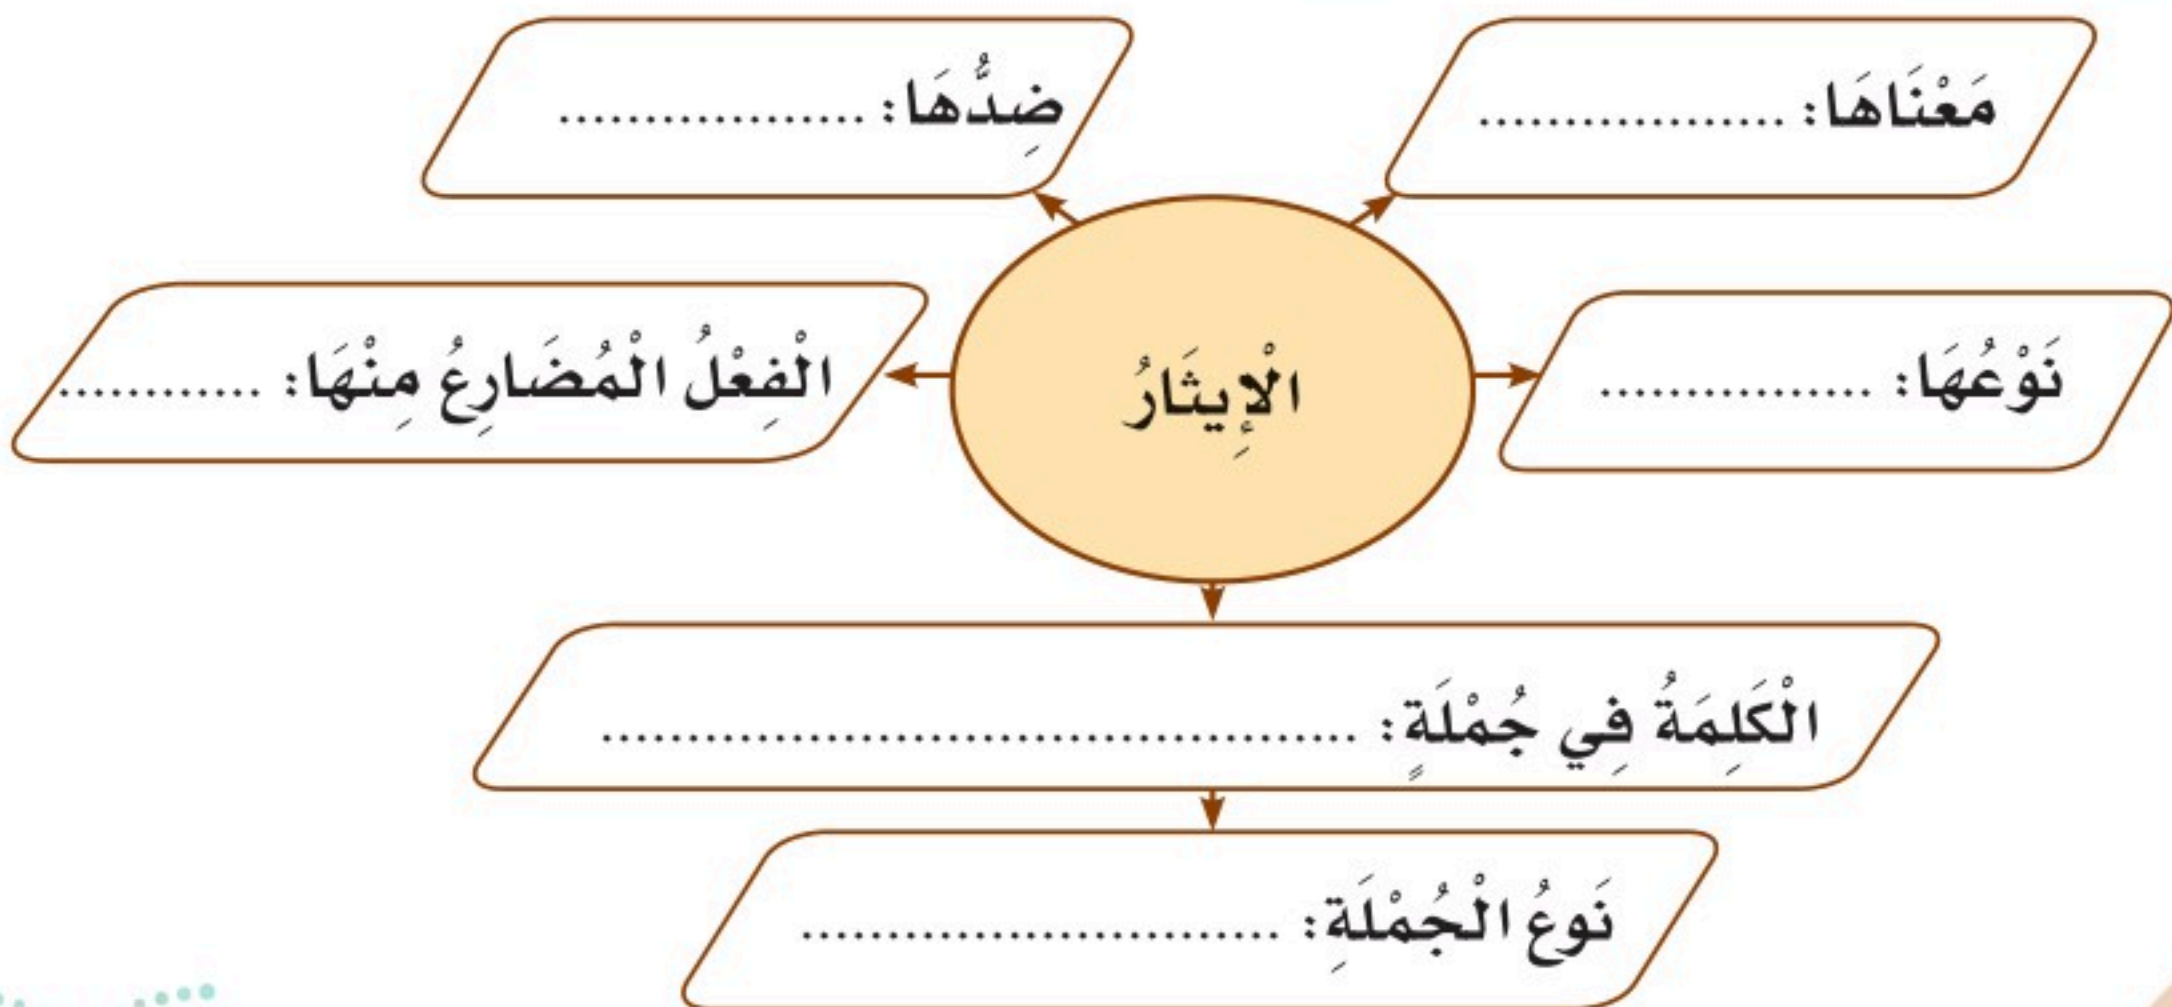 مَعْنَاهَا: ..................
ضِدُّهَا: ..................
نَوْعُهَا: ................
الْإِيثَارُ
الْفِعْلُ الْمُضَارِعُ مِنْهَا: ............
الْكَلِمَةُ فِي جُمْلَةٍ: ............................................
نَوعُ الْجُمْلَةِ: ............................